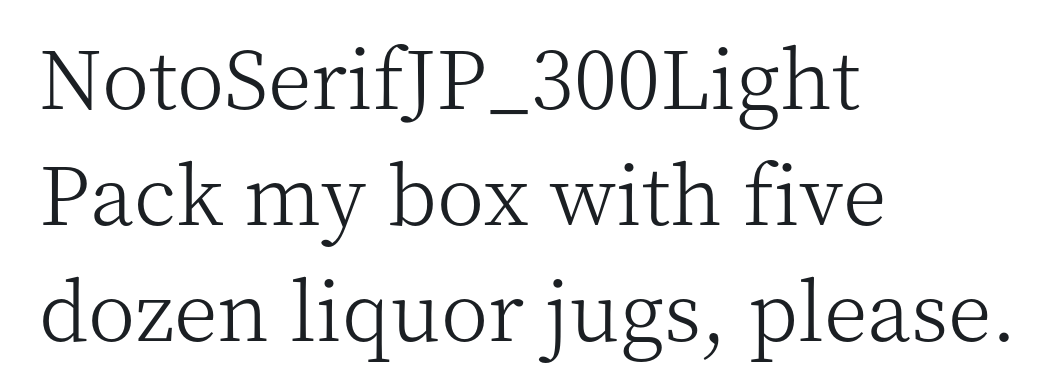 NotoSerifJP_300Light
Pack my box with five
dozen liquor jugs, please.